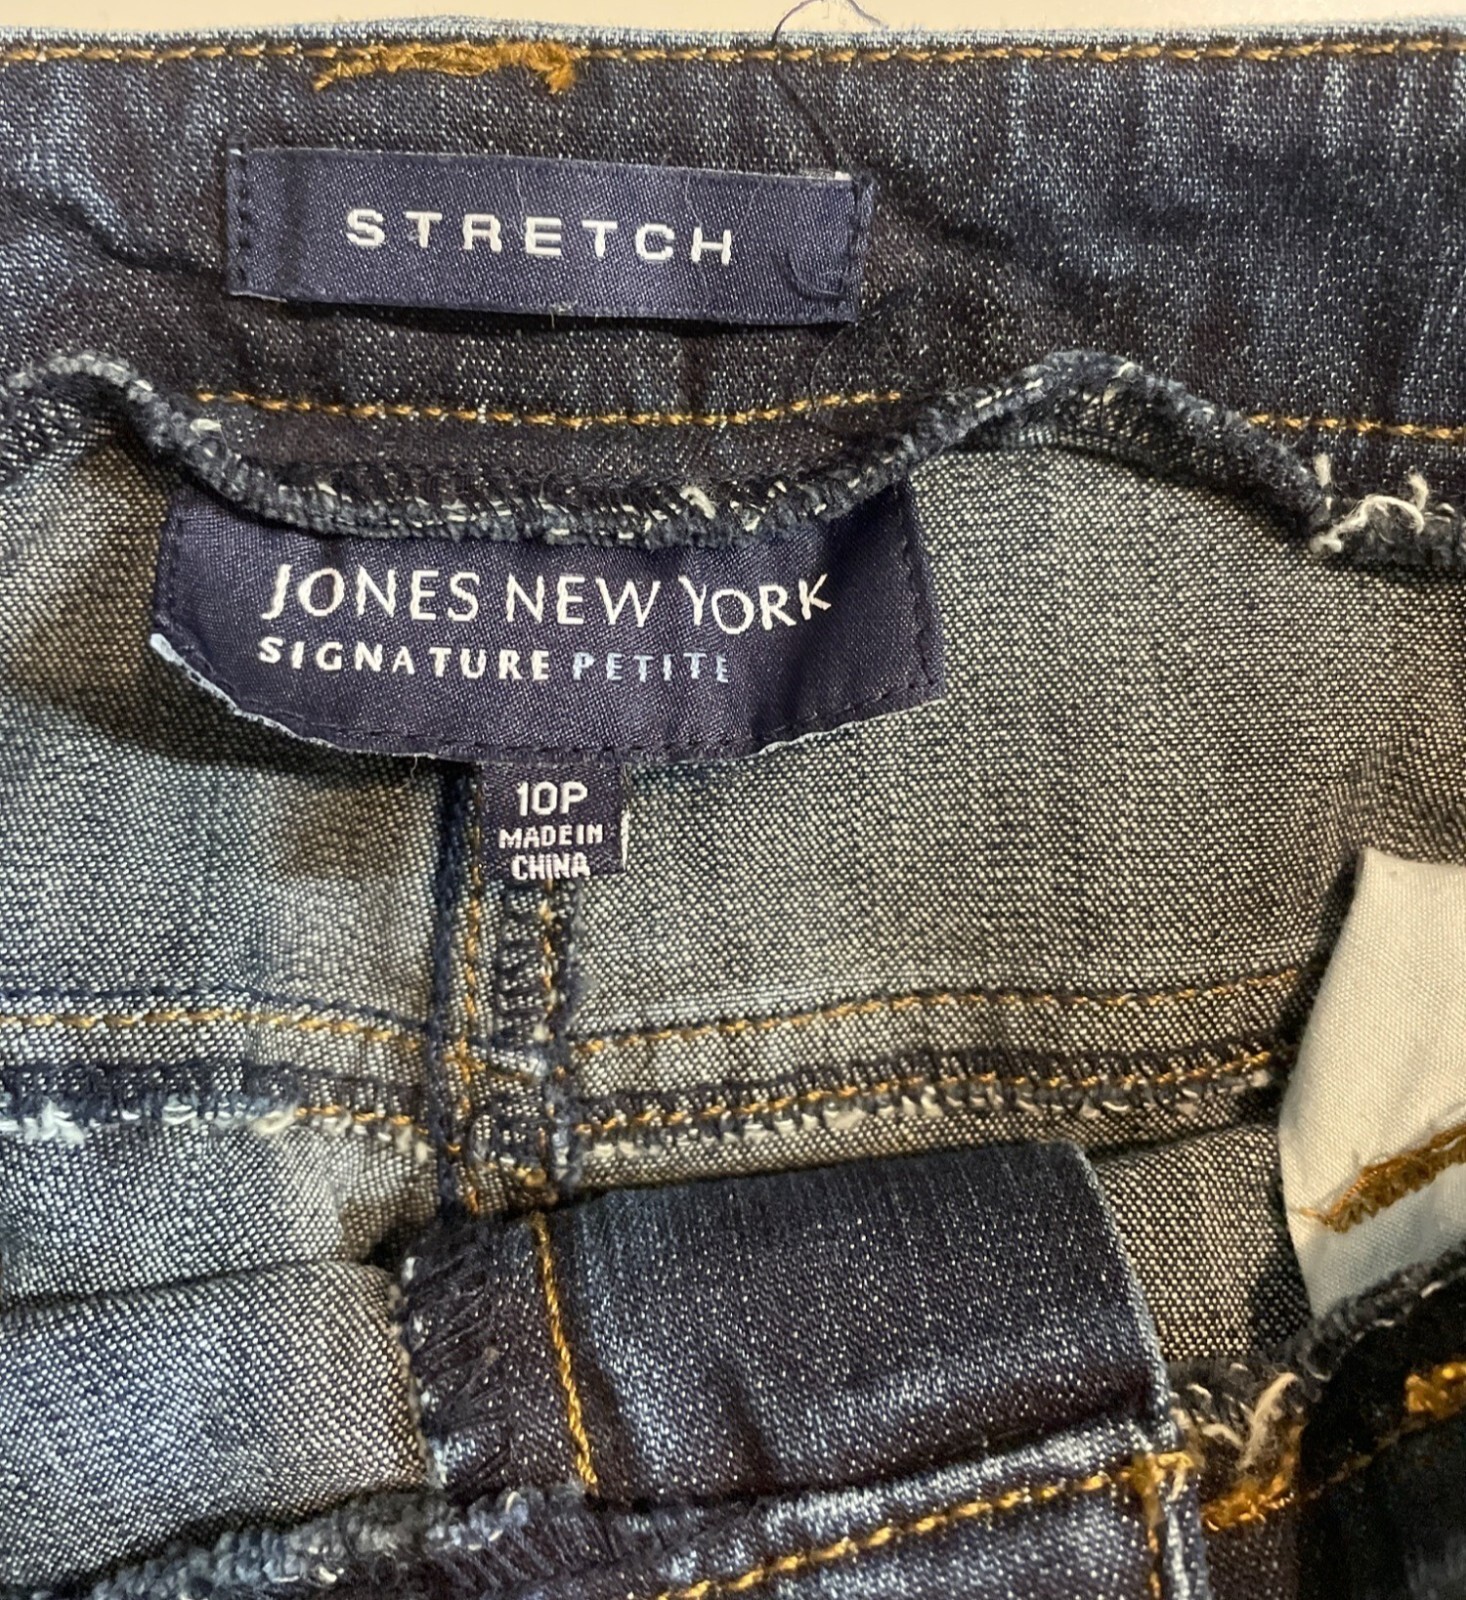 STRETCH
JONES NEW YORK
SIGNATURE PETITE
10P
MADE IN
CHINA